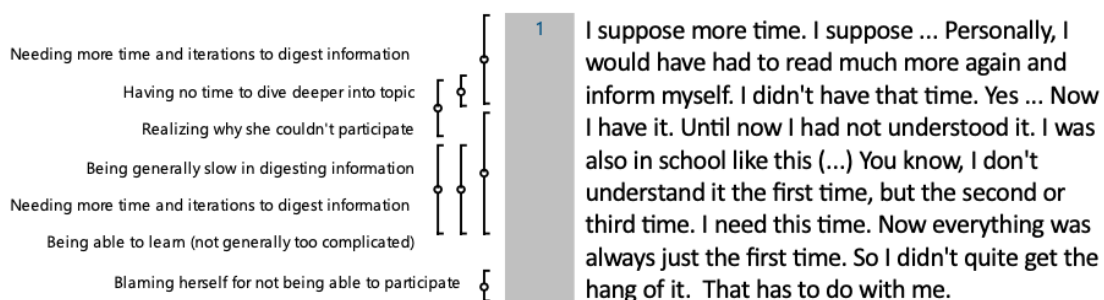 Needing more time and iterations to digest information
Having no time to dive deeper into topic
Realizing why she couldn't participate
Being generally slow in digesting information
Needing more time and iterations to digest information
Being able to learn (not generally too complicated)
Blaming herself for not being able to participate
1
I suppose more time. I suppose ... Personally, I
would have had to read much more again and
inform myself. I didn't have that time. Yes ... Now
I have it. Until now I had not understood it. I was
also in school like this (...) You know, I don't
understand it the first time, but the second or
third time. I need this time. Now everything was
always just the first time. So I didn't quite get the
hang of it. That has to do with me.